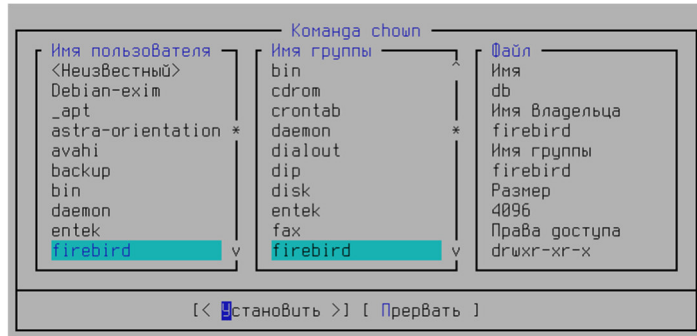 Команда chown
Имя пользователя
<Неизвестный>
Debian-exim
_apt
astra-orientation *
avahi
backup
bin
daemon
entek
firebird v
Имя группы
bin ^
cdrom
crontab
daemon *
dialout
dip
disk
entek
fax
firebird v
Файл
Имя
db
Имя владельца
firebird
Имя группы
firebird
Размер
4096
Права доступа
drwxr-xr-x
[< Установить >] [ Прервать ]